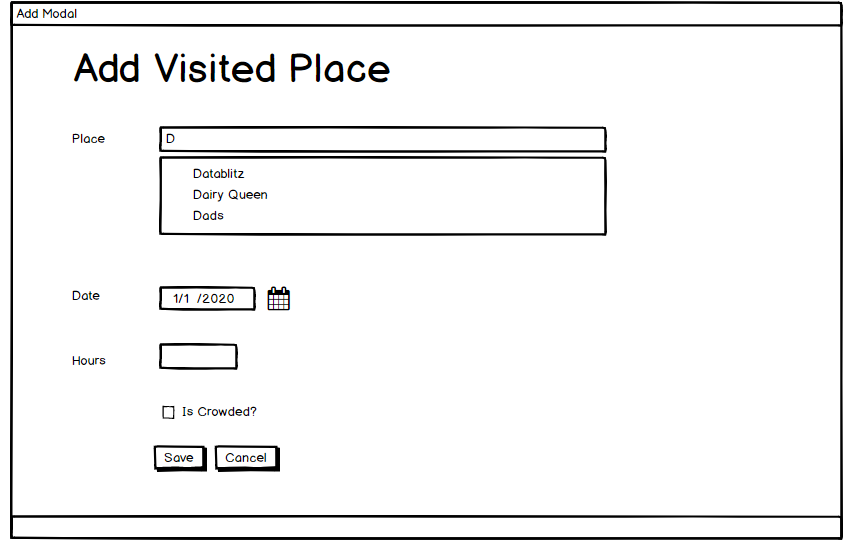 Add Modal
Add Visited Place
Place
D
Datablitz
Dairy Queen
Dads
Date
1/1 /2020
Hours
Is Crowded?
Save
Cancel